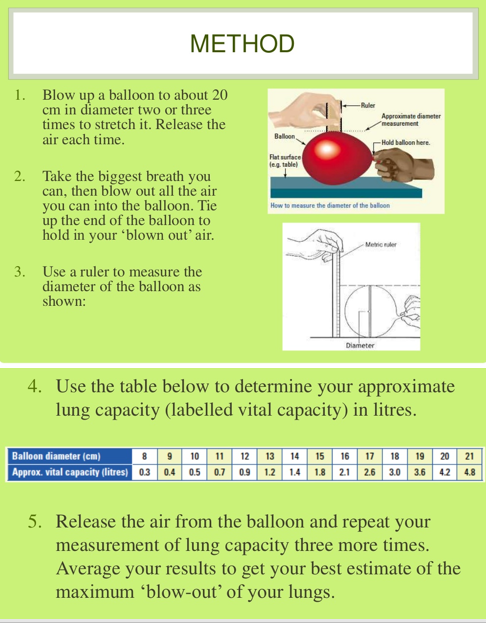 METHOD
1. Blow up a balloon to about 20
cm in diameter two or three
times to stretch it. Release the
air each time.
2. Take the biggest breath you
can, then blow out all the air
you can into the balloon. Tie
up the end of the balloon to
hold in your ‘blown out’ air.
3. Use a ruler to measure the
diameter of the balloon as
shown:
Ruler
Approximate diameter
measurement
Balloon
Hold balloon here.
Flat surface
(e.g. table)
How to measure the diameter of the balloon
Metric ruler
Diameter
4. Use the table below to determine your approximate
lung capacity (labelled vital capacity) in litres.
Balloon diameter (cm) 8 9 10 11 12 13 14 15 16 17 18 19 20 21
Approx. vital capacity (litres) 0.3 0.4 0.5 0.7 0.9 1.2 1.4 1.8 2.1 2.6 3.0 3.6 4.2 4.8
5. Release the air from the balloon and repeat your
measurement of lung capacity three more times.
Average your results to get your best estimate of the
maximum ‘blow-out’ of your lungs.